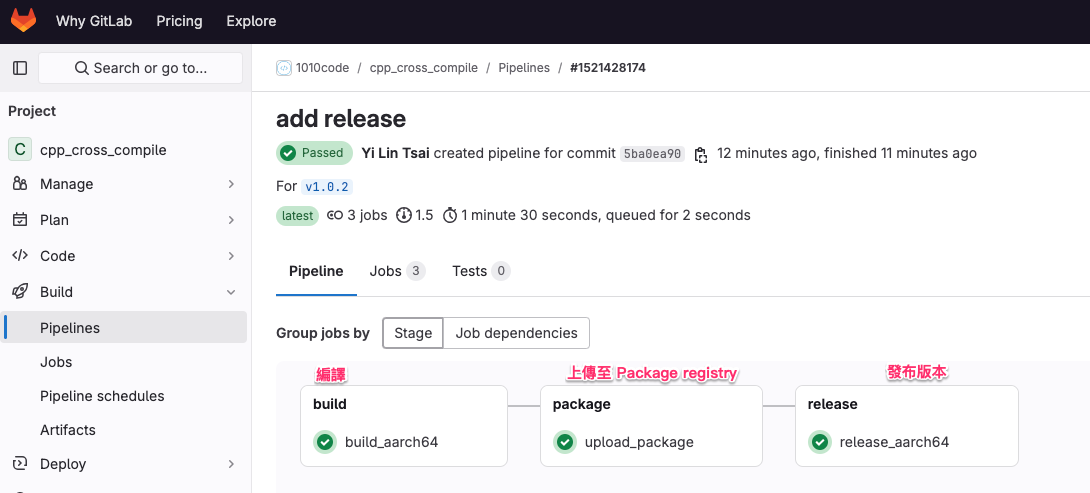 Why GitLab Pricing Explore
Search or go to...
1010code / cpp_cross_compile / Pipelines / #1521428174
Project
C cpp_cross_compile
Manage
Plan
Code
Build
Pipelines
Jobs
Pipeline schedules
Artifacts
Deploy
add release
Passed Yi Lin Tsai created pipeline for commit 5ba0ea90 12 minutes ago, finished 11 minutes ago
For v1.0.2
latest 3 jobs 1.5 1 minute 30 seconds, queued for 2 seconds
Pipeline Jobs 3 Tests 0
Group jobs by Stage Job dependencies
編譯 上傳至 Package registry 發布版本
build package release
build_aarch64 upload_package release_aarch64